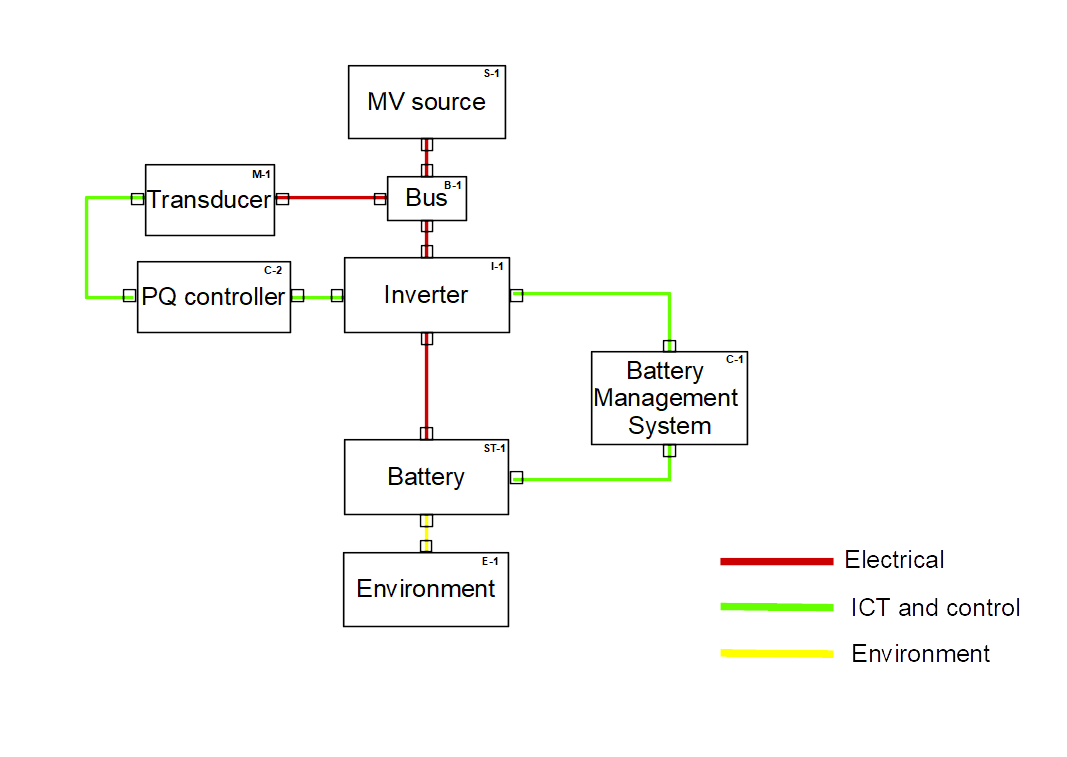 S-1
MV source
M-1
Transducer
B-1
Bus
C-2
PQ controller
I-1
Inverter
C-1
Battery
Management
System
ST-1
Battery
E-1
Environment
Electrical
ICT and control
Environment